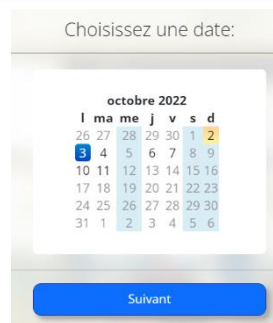 Choisissez une date:
octobre 2022
l ma me j v s d
26 27 28 29 30 1 2
3 4 5 6 7 8 9
10 11 12 13 14 15 16
17 18 19 20 21 22 23
24 25 26 27 28 29 30
31 1 2 3 4 5 6
Suivant